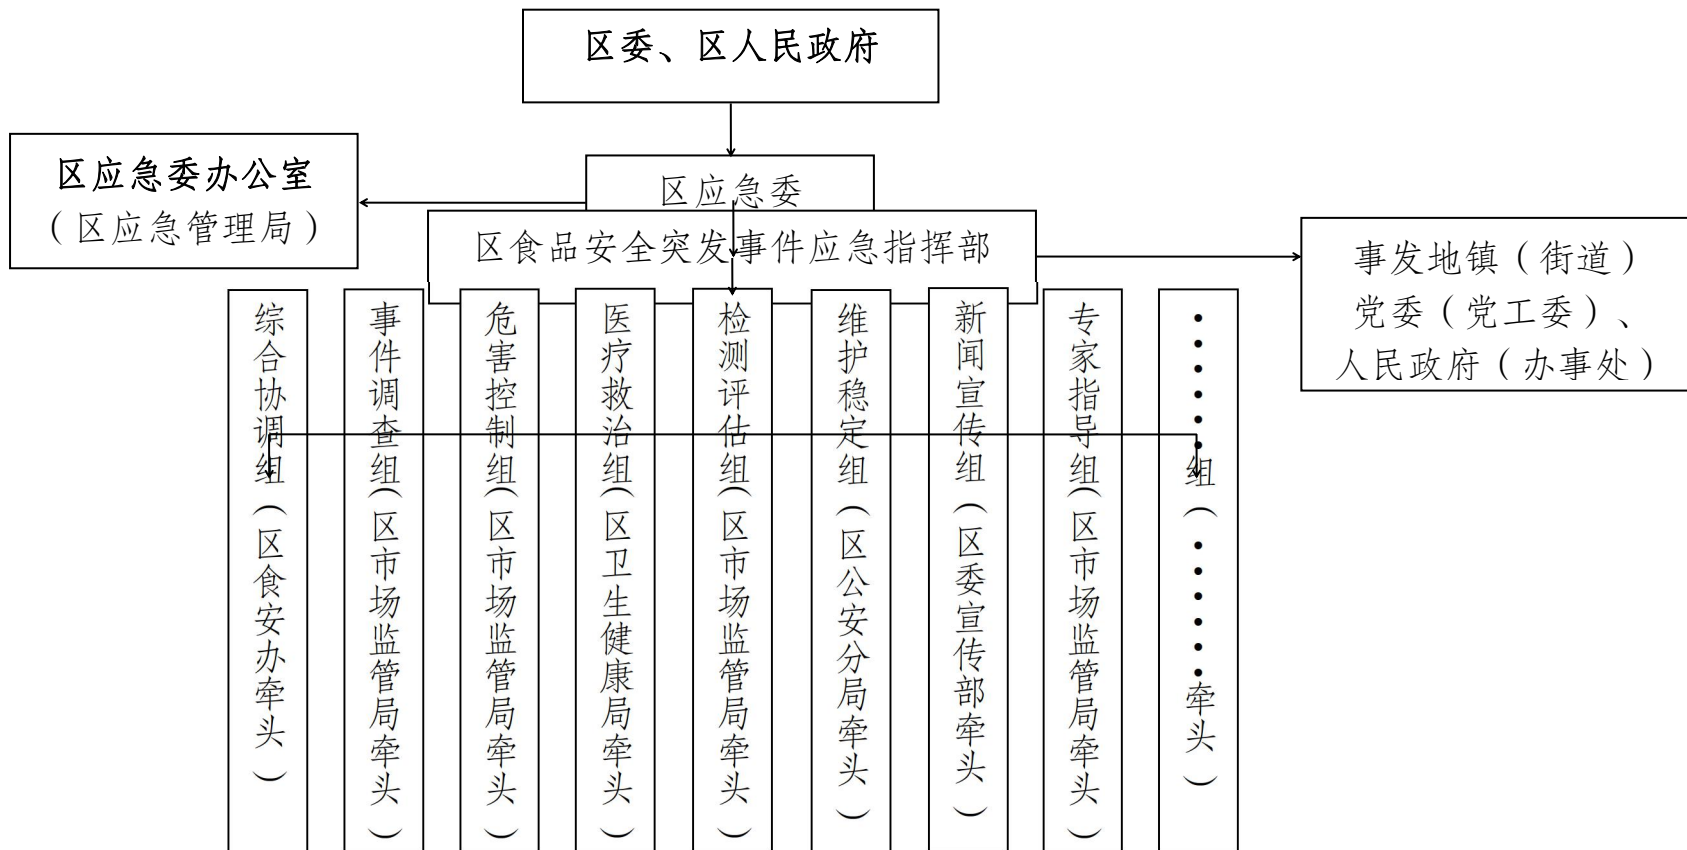 区委、区人民政府
区应急委办公室
（区应急管理局）
区应急委
区食品安全突发事件应急指挥部
事发地镇（街道）
党委（党工委）、
人民政府（办事处）
综合协调组（区食安办牵头）
事件调查组（区市场监管局牵头）
危害控制组（区市场监管局牵头）
医疗救治组（区卫生健康局牵头）
检测评估组（区市场监管局牵头）
维护稳定组（区公安分局牵头）
新闻宣传组（区委宣传部牵头）
专家指导组（区市场监管局牵头）
······组（······牵头）